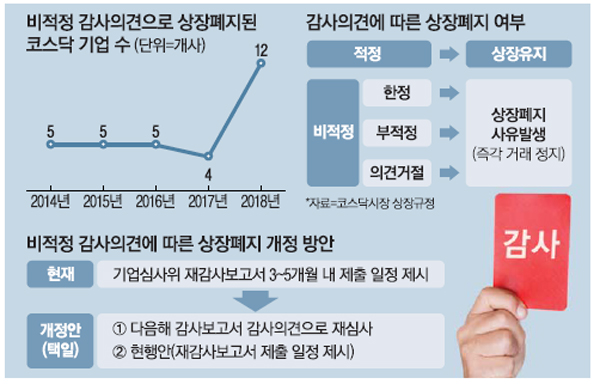 비적정 감사의견으로 상장폐지된
코스닥 기업 수 (단위=개사)
12
5
5
5
4
2014년 2015년 2016년 2017년 2018년
감사의견에 따른 상장폐지 여부
적정
상장유지
비적정
한정
부적정
의견거절
상장폐지
사유발생
(즉각 거래 정지)
*자료=코스닥시장 상장규정
감사
비적정 감사의견에 따른 상장폐지 개정 방안
현재
기업심사위 재감사보고서 3~5개월 내 제출 일정 제시
개정안
(택일)
① 다음해 감사보고서 감사의견으로 재심사
② 현행안(재감사보고서 제출 일정 제시)